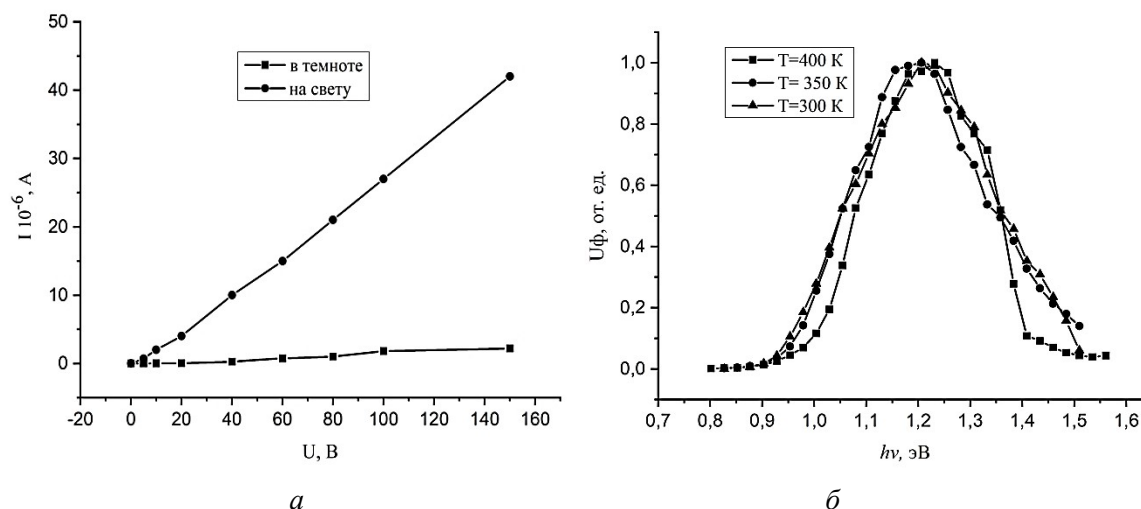 50
40
30
20
10
0
-20 0 20 40 60 80 100 120 140 160
I 10⁻⁶, А
U, В
в темноте
на свету
а
1,0
0,8
0,6
0,4
0,2
0,0
0,7 0,8 0,9 1,0 1,1 1,2 1,3 1,4 1,5 1,6
Uф, от. ед.
hν, эВ
T=400 К
T= 350 К
T=300 К
б